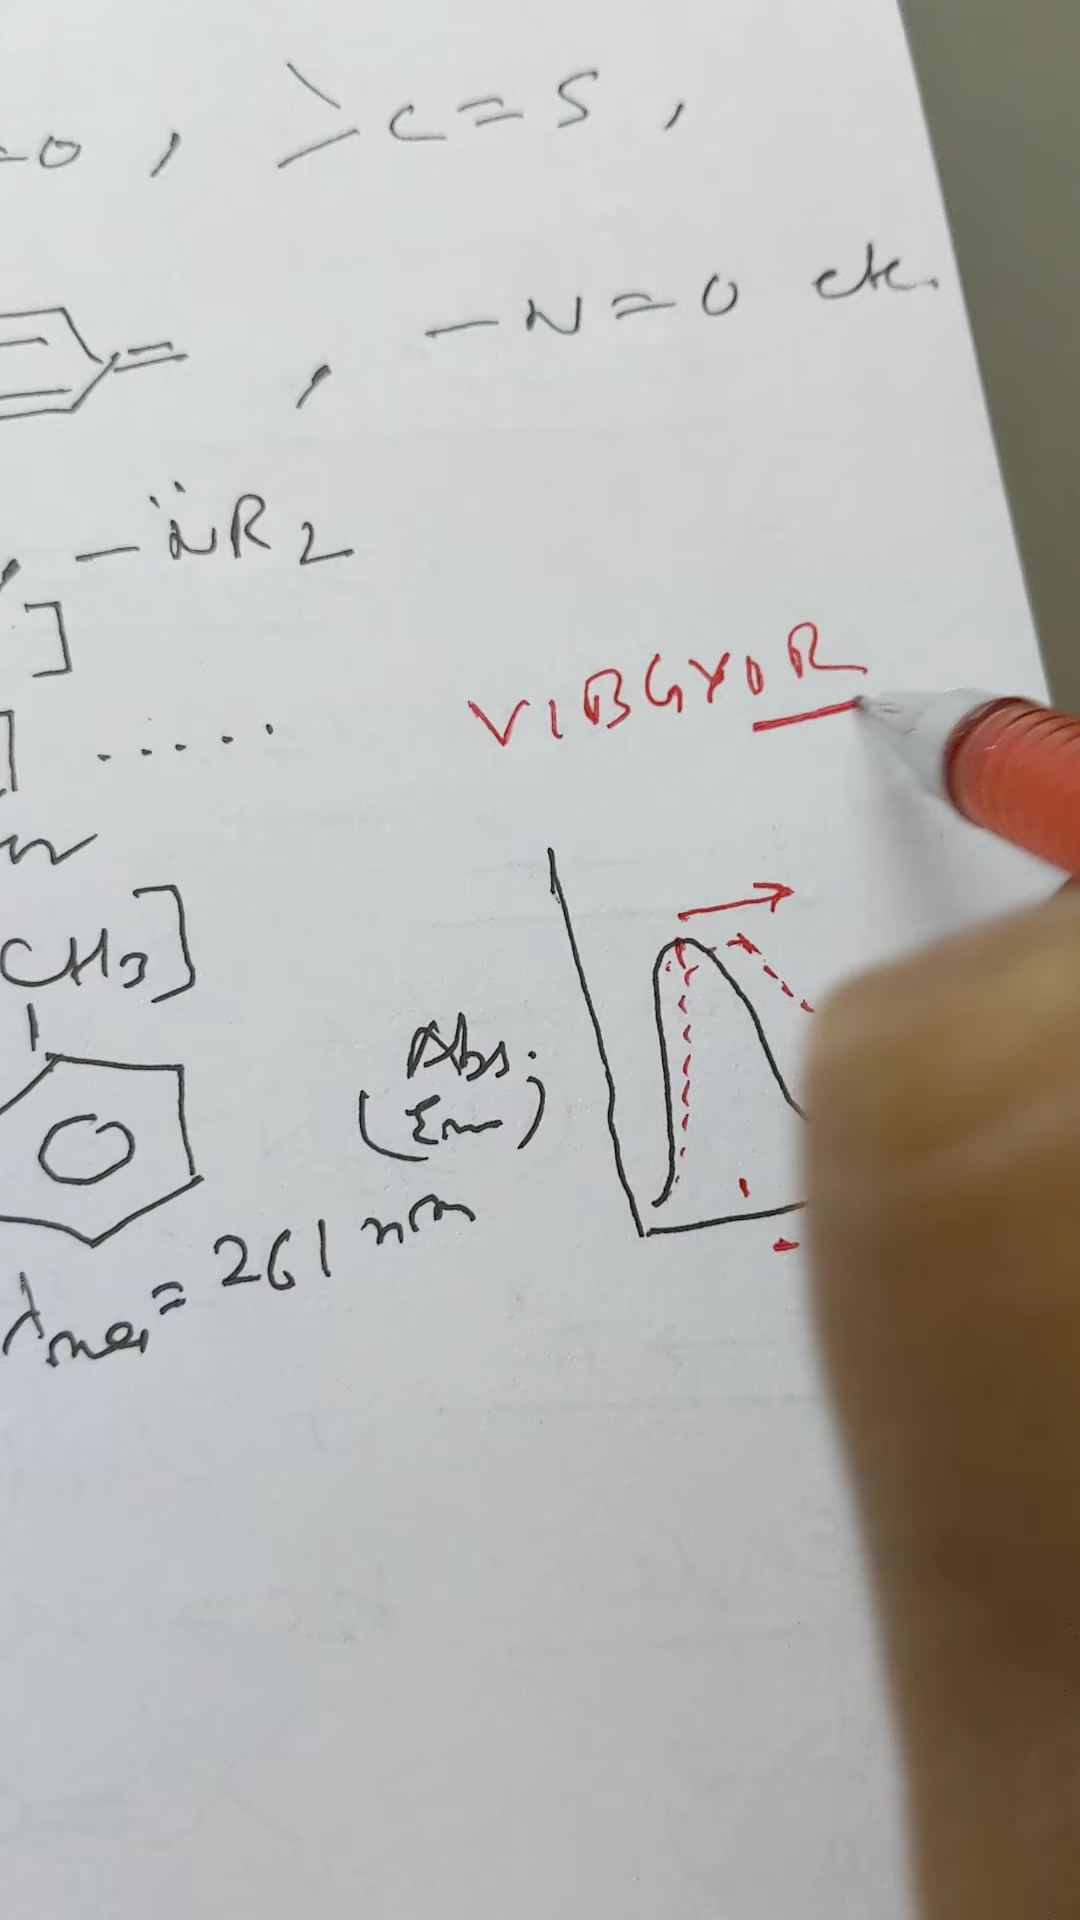 =O , >C=S ,
, -N=O etc.
, -N̈R2
]
] .....
VIBGYOR
CH3]
Abs.
(Em)
λmax = 261 nm